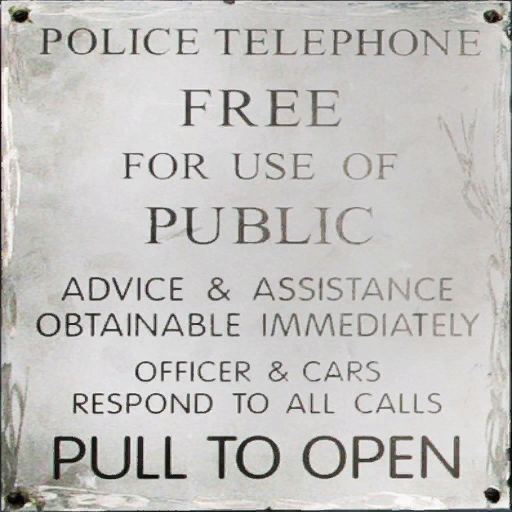 POLICE TELEPHONE
FREE
FOR USE OF
PUBLIC
ADVICE & ASSISTANCE
OBTAINABLE IMMEDIATELY
OFFICER & CARS
RESPOND TO ALL CALLS
PULL TO OPEN